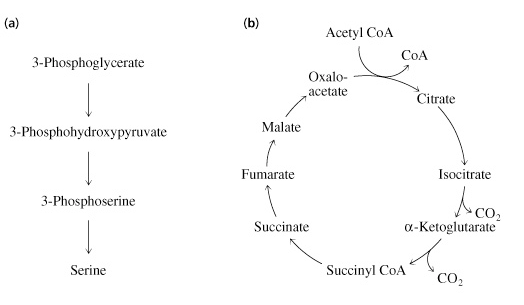 (a)
3-Phosphoglycerate
3-Phosphohydroxypyruvate
3-Phosphoserine
Serine
(b)
Acetyl CoA
CoA
Oxalo-
acetate
Citrate
Malate
Isocitrate
Fumarate
CO₂
α-Ketoglutarate
Succinate
Succinyl CoA
CO₂